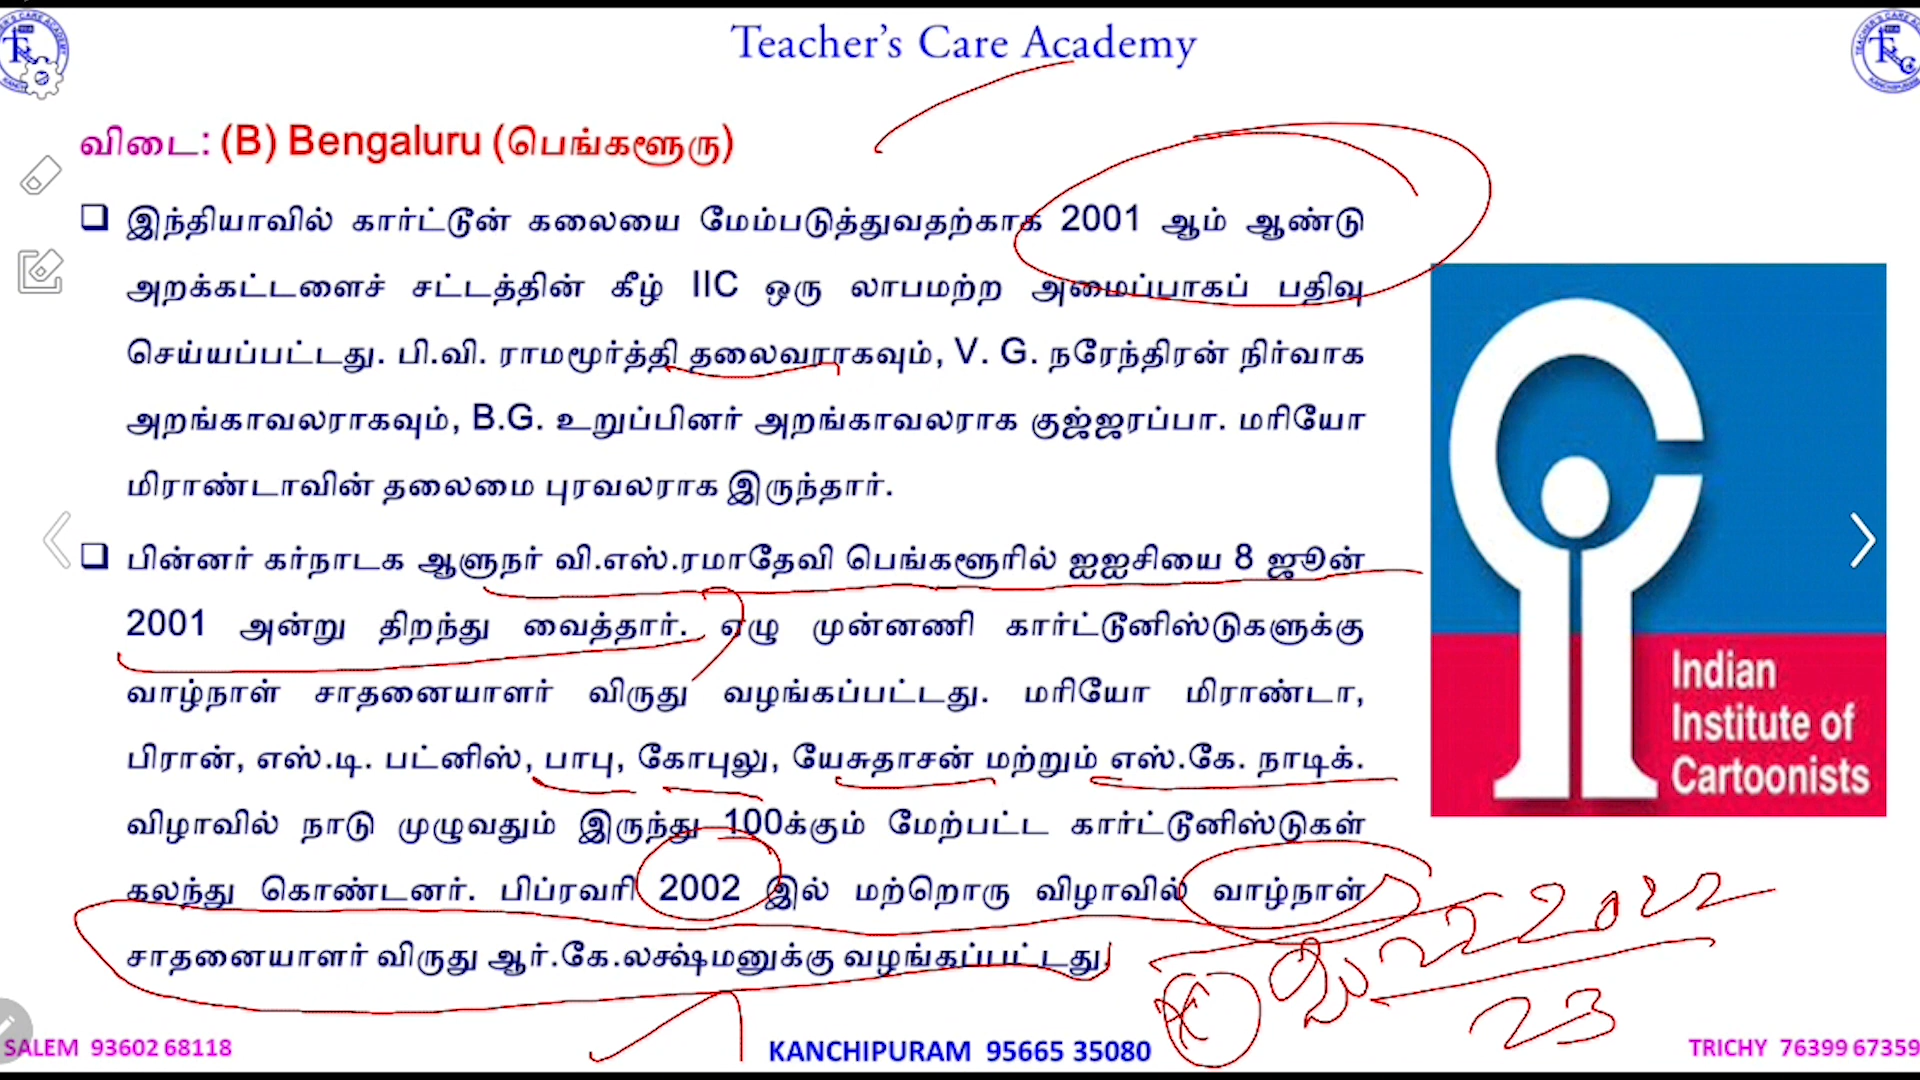 Teacher's Care Academy
விடை: (B) Bengaluru (பெங்களூரு)
❑ இந்தியாவில் கார்ட்டூன் கலையை மேம்படுத்துவதற்காக 2001 ஆம் ஆண்டு
அறக்கட்டளைச் சட்டத்தின் கீழ் IIC ஒரு லாபமற்ற அமைப்பாகப் பதிவு
செய்யப்பட்டது. பி.வி. ராமமூர்த்தி தலைவராகவும், V. G. நரேந்திரன் நிர்வாக
அறங்காவலராகவும், B.G. உறுப்பினர் அறங்காவலராக குஜ்ஜரப்பா. மரியோ
மிராண்டாவின் தலைமை புரவலராக இருந்தார்.
❑ பின்னர் கர்நாடக ஆளுநர் வி.எஸ்.ரமாதேவி பெங்களூரில் ஐஐசியை 8 ஜூன்
2001 அன்று திறந்து வைத்தார். ஏழு முன்னணி கார்ட்டூனிஸ்டுகளுக்கு
வாழ்நாள் சாதனையாளர் விருது வழங்கப்பட்டது. மரியோ மிராண்டா,
பிரான், எஸ்.டி. பட்னிஸ், பாபு, கோபுலு, யேசுதாசன் மற்றும் எஸ்.கே. நாடிக்.
விழாவில் நாடு முழுவதும் இருந்து 100க்கும் மேற்பட்ட கார்ட்டூனிஸ்டுகள்
கலந்து கொண்டனர். பிப்ரவரி 2002 இல் மற்றொரு விழாவில் வாழ்நாள்
சாதனையாளர் விருது ஆர்.கே.லக்ஷ்மனுக்கு வழங்கப்பட்டது.
Indian
Institute of
Cartoonists
23
SALEM 93602 68118
KANCHIPURAM 95665 35080
TRICHY 76399 67359